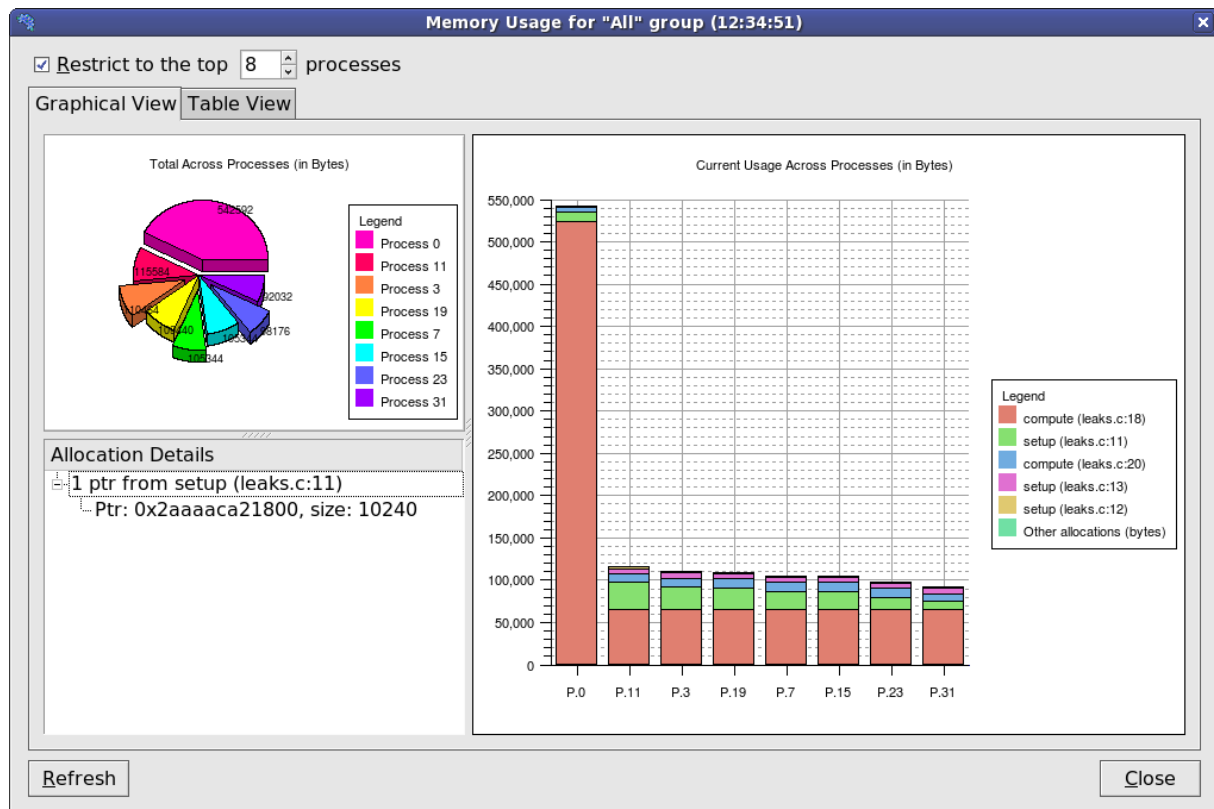 Memory Usage for "All" group (12:34:51)
Restrict to the top 8 processes
Graphical View Table View
Total Across Processes (in Bytes)
542592
115584
109440
105344
98176
92032
Legend
Process 0
Process 11
Process 3
Process 19
Process 7
Process 15
Process 23
Process 31
Allocation Details
1 ptr from setup (leaks.c:11)
Ptr: 0x2aaaaca21800, size: 10240
Current Usage Across Processes (in Bytes)
550,000
500,000
450,000
400,000
350,000
300,000
250,000
200,000
150,000
100,000
50,000
0
P.0 P.11 P.3 P.19 P.7 P.15 P.23 P.31
Legend
compute (leaks.c:18)
setup (leaks.c:11)
compute (leaks.c:20)
setup (leaks.c:13)
setup (leaks.c:12)
Other allocations (bytes)
Refresh
Close